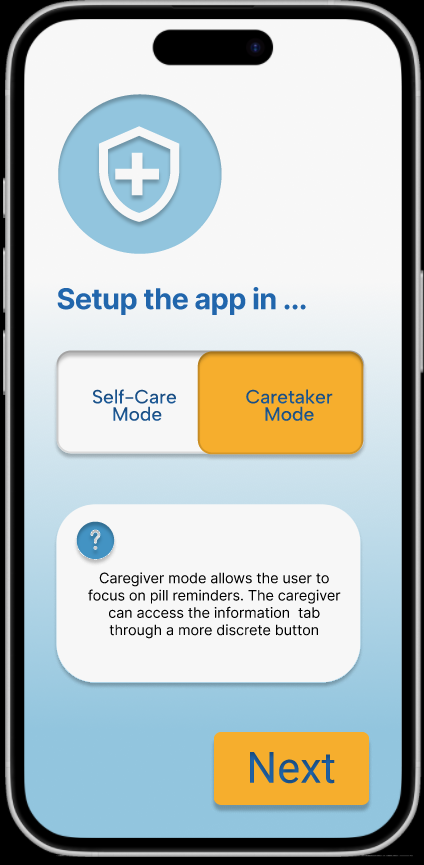 Setup the app in ...
Self-Care
Mode
Caretaker
Mode
?
Caregiver mode allows the user to
focus on pill reminders. The caregiver
can access the information  tab
through a more discrete button
Next